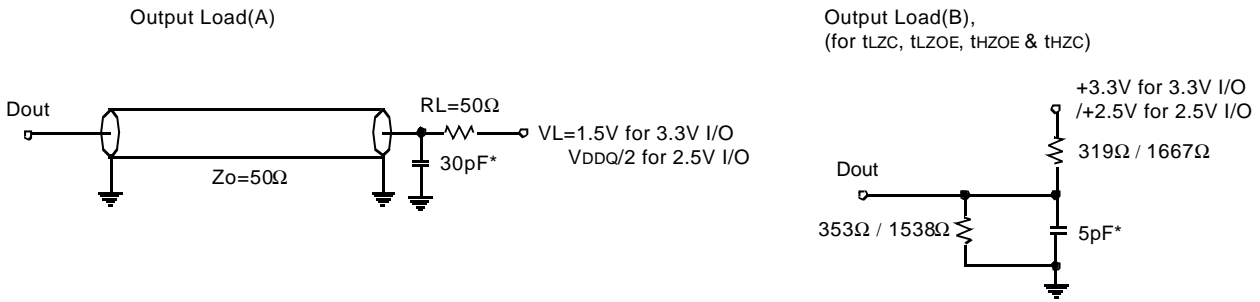 Output Load(A)
Dout
RL=50Ω
VL=1.5V for 3.3V I/O
VDDQ/2 for 2.5V I/O
30pF*
Zo=50Ω
Output Load(B),
(for tLZC, tLZOE, tHZOE & tHZC)
+3.3V for 3.3V I/O
/+2.5V for 2.5V I/O
319Ω / 1667Ω
Dout
353Ω / 1538Ω
5pF*